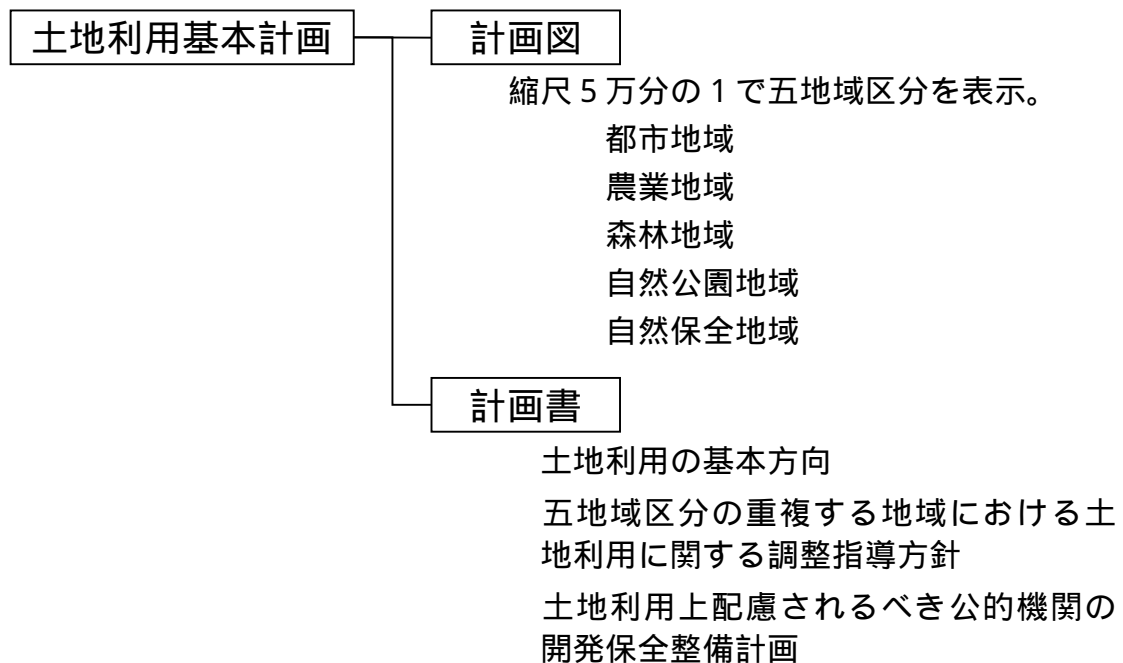 土地利用基本計画
計画図
縮尺５万分の１で五地域区分を表示。
都市地域
農業地域
森林地域
自然公園地域
自然保全地域
計画書
土地利用の基本方向
五地域区分の重複する地域における土
地利用に関する調整指導方針
土地利用上配慮されるべき公的機関の
開発保全整備計画